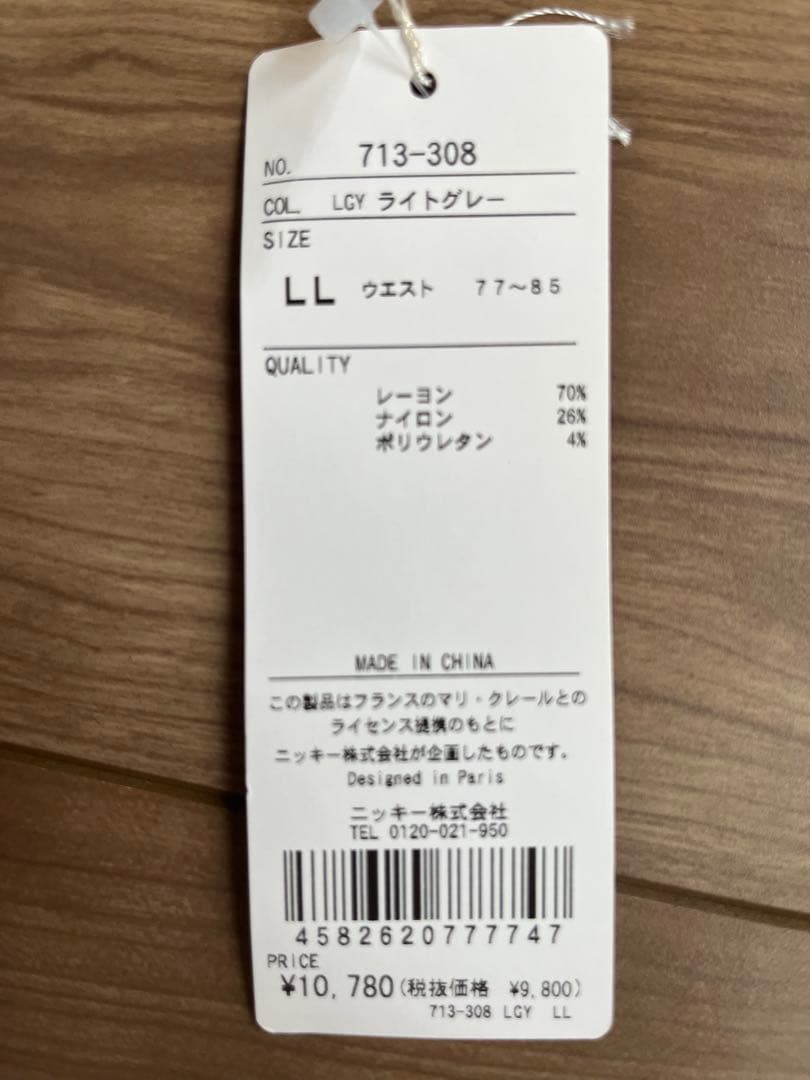 NO. 713-308
COL. LGY ライトグレー
SIZE
LL ウエスト 77〜85
QUALITY
レーヨン 70%
ナイロン 26%
ポリウレタン 4%
MADE IN CHINA
この製品はフランスのマリ・クレールとの
ライセンス提携のもとに
ニッキー株式会社が企画したものです。
Designed in Paris
ニッキー株式会社
TEL 0120-021-950
4582620777747
PRICE
¥10,780(税抜価格 ¥9,800)
713-308 LGY LL